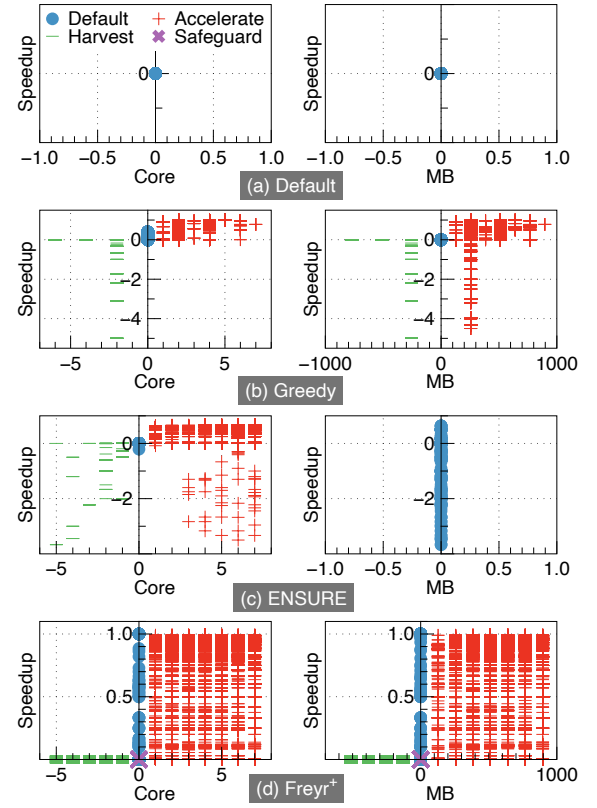 Default Accelerate
Harvest Safeguard
Speedup
0
−1.0 −0.5 0 0.5 1.0
Core
Speedup
0
−1.0 −0.5 0 0.5 1.0
MB
(a) Default
Speedup
0
−2
−4
−5 0 5
Core
Speedup
0
−2
−4
−1000 0 1000
MB
(b) Greedy
Speedup
0
−2
−5 0 5
Core
Speedup
0
−2
−1.0 −0.5 0 0.5 1.0
MB
(c) ENSURE
Speedup
1.0
0.5
−5 0 5
Core
Speedup
1.0
0.5
0 1000
MB
(d) Freyr⁺